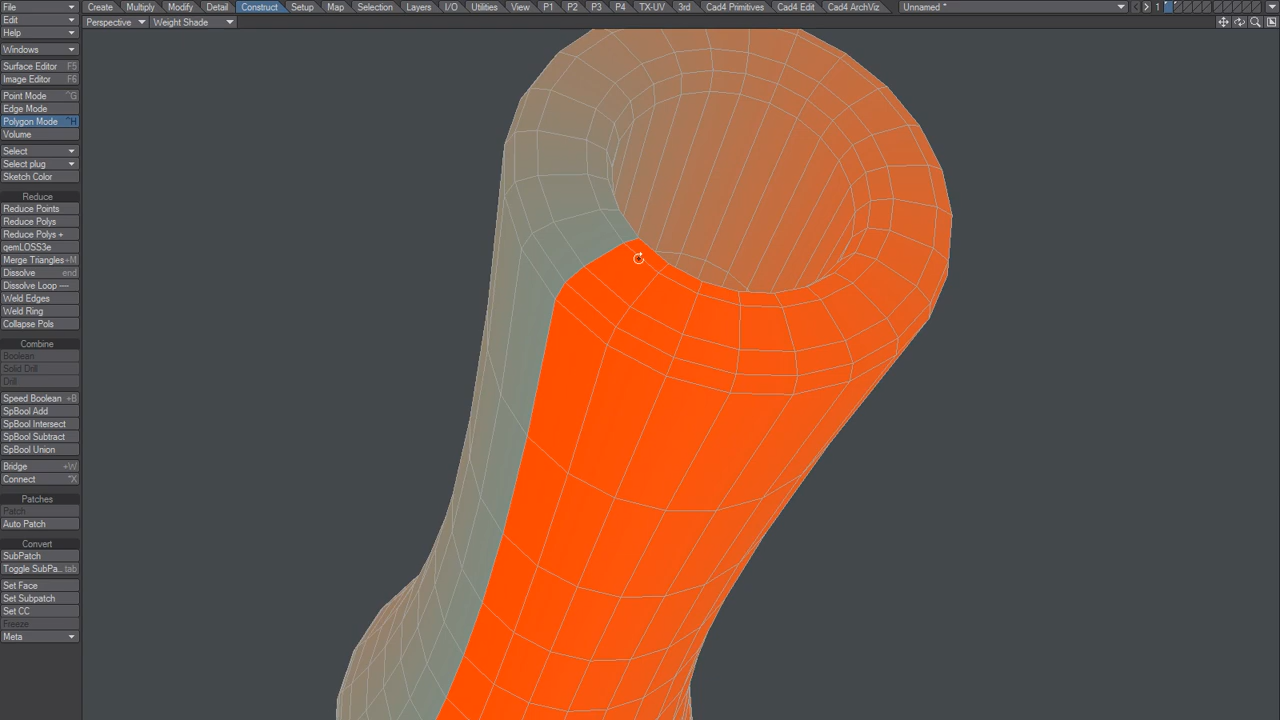 File Create Multiply Modify Detail Construct Setup Map Selection Layers I/O Utilities View P1 P2 P3 P4 TX-UV 3rd Cad4 Primitives Cad4 Edit Cad4 ArchViz Unnamed * 1
Edit Perspective Weight Shade
Help
Windows
Surface Editor F5
Image Editor F6
Point Mode ^G
Edge Mode
Polygon Mode ^H
Volume
Select
Select plug
Sketch Color
Reduce
Reduce Points
Reduce Polys
Reduce Polys +
qemLOSS3e
Merge Triangles +M
Dissolve end
Dissolve Loop ----
Weld Edges
Weld Ring
Collapse Pols
Combine
Boolean
Solid Drill
Drill
Speed Boolean +B
SpBool Add
SpBool Intersect
SpBool Subtract
SpBool Union
Bridge +W
Connect ^X
Patches
Patch
Auto Patch
Convert
SubPatch
Toggle SubPa... tab
Set Face
Set Subpatch
Set CC
Freeze
Meta